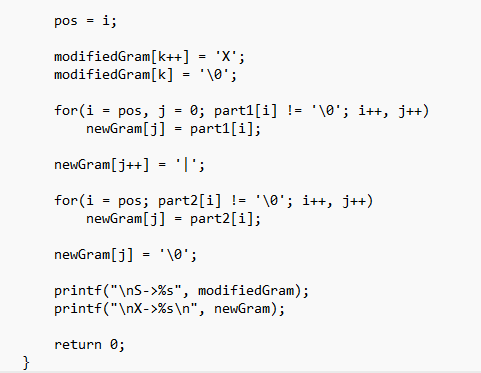 pos = i;
modifiedGram[k++] = 'X';
modifiedGram[k] = '\0';
for(i = pos, j = 0; part1[i] != '\0'; i++, j++)
newGram[j] = part1[i];
newGram[j++] = '|';
for(i = pos; part2[i] != '\0'; i++, j++)
newGram[j] = part2[i];
newGram[j] = '\0';
printf("\nS->%s", modifiedGram);
printf("\nX->%s\n", newGram);
return 0;
}